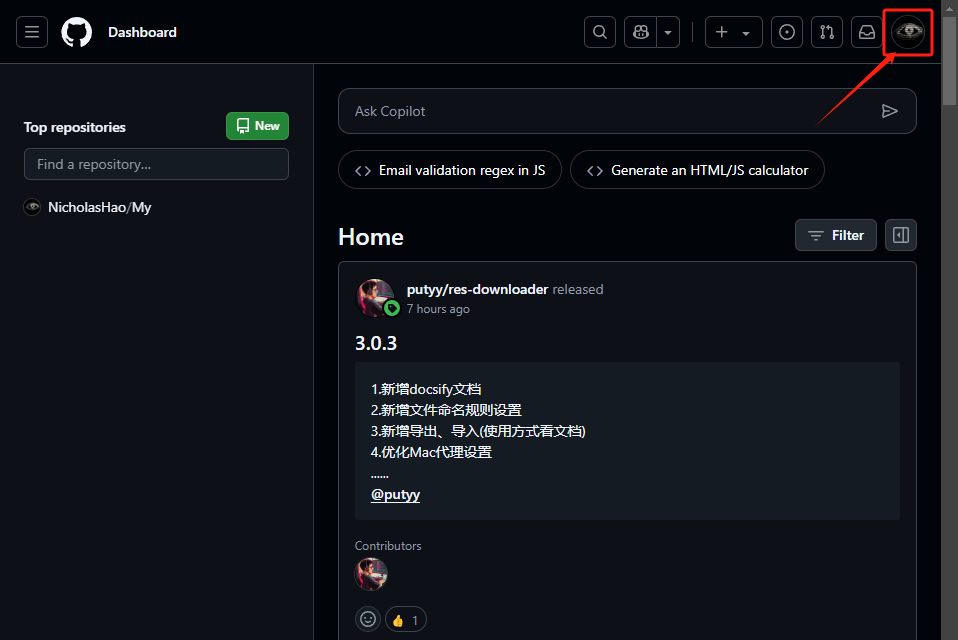 Dashboard
Top repositories
New
Find a repository...
NicholasHao/My
Ask Copilot
Email validation regex in JS
Generate an HTML/JS calculator
Home
Filter
putyy/res-downloader released
7 hours ago
3.0.3
1.新增docsify文档
2.新增文件命名规则设置
3.新增导出、导入(使用方式看文档)
4.优化Mac代理设置
......
@putyy
Contributors
👍 1